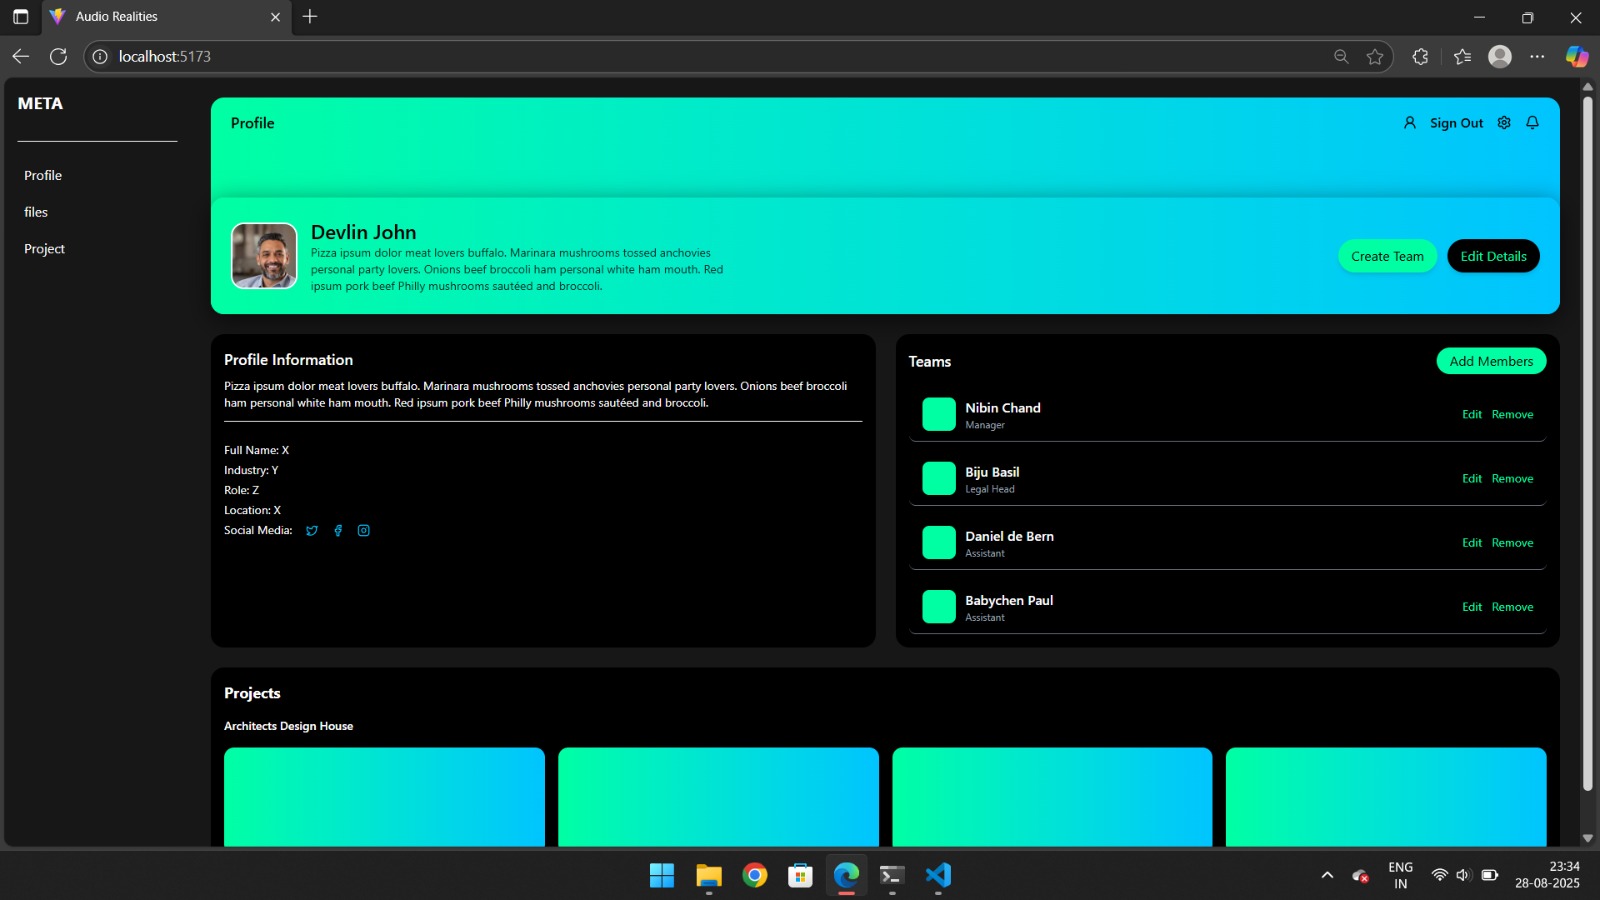 Audio Realities
localhost:5173
META
Profile
files
Project
Profile
Sign Out
Devlin John
Pizza ipsum dolor meat lovers buffalo. Marinara mushrooms tossed anchovies
personal party lovers. Onions beef broccoli ham personal white ham mouth. Red
ipsum pork beef Philly mushrooms sautéed and broccoli.
Create Team
Edit Details
Profile Information
Pizza ipsum dolor meat lovers buffalo. Marinara mushrooms tossed anchovies personal party lovers. Onions beef broccoli
ham personal white ham mouth. Red ipsum pork beef Philly mushrooms sautéed and broccoli.
Full Name: X
Industry: Y
Role: Z
Location: X
Social Media:
Teams
Add Members
Nibin Chand
Manager
Edit Remove
Biju Basil
Legal Head
Edit Remove
Daniel de Bern
Assistant
Edit Remove
Babychen Paul
Assistant
Edit Remove
Projects
Architects Design House
ENG
IN
23:34
28-08-2025